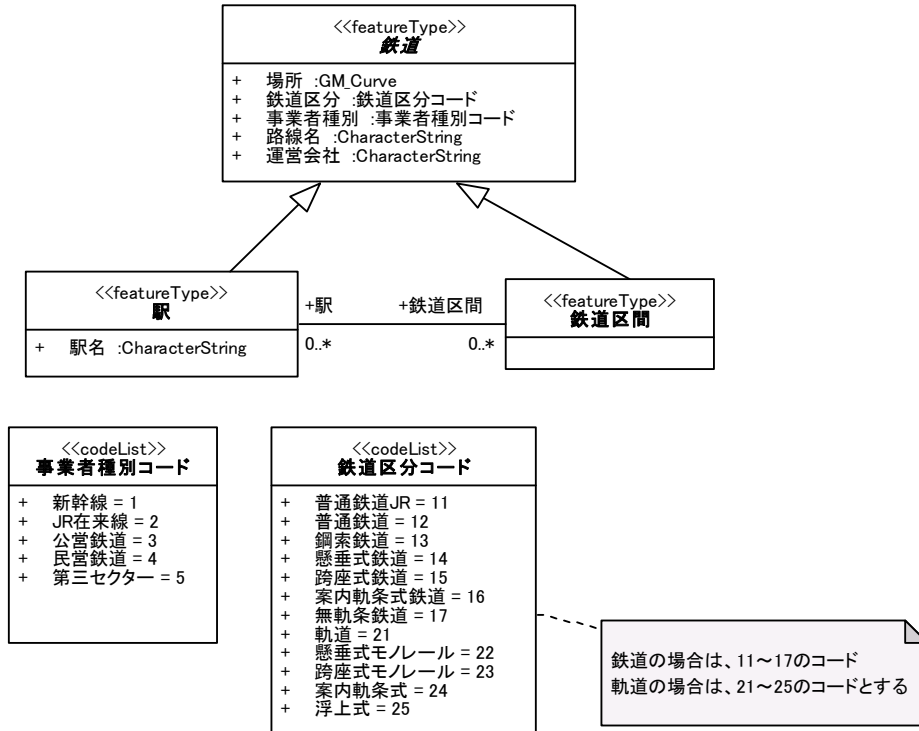 <<featureType>>
鉄道
+ 場所 :GM_Curve
+ 鉄道区分 :鉄道区分コード
+ 事業者種別 :事業者種別コード
+ 路線名 :CharacterString
+ 運営会社 :CharacterString
<<featureType>>
駅
+ 駅名 :CharacterString
+駅
0..*
+鉄道区間
0..*
<<featureType>>
鉄道区間
<<codeList>>
事業者種別コード
+ 新幹線 = 1
+ JR在来線 = 2
+ 公営鉄道 = 3
+ 民営鉄道 = 4
+ 第三セクター = 5
<<codeList>>
鉄道区分コード
+ 普通鉄道JR = 11
+ 普通鉄道 = 12
+ 鋼索鉄道 = 13
+ 懸垂式鉄道 = 14
+ 跨座式鉄道 = 15
+ 案内軌条式鉄道 = 16
+ 無軌条鉄道 = 17
+ 軌道 = 21
+ 懸垂式モノレール = 22
+ 跨座式モノレール = 23
+ 案内軌条式 = 24
+ 浮上式 = 25
鉄道の場合は、11～17のコード
軌道の場合は、21～25のコードとする